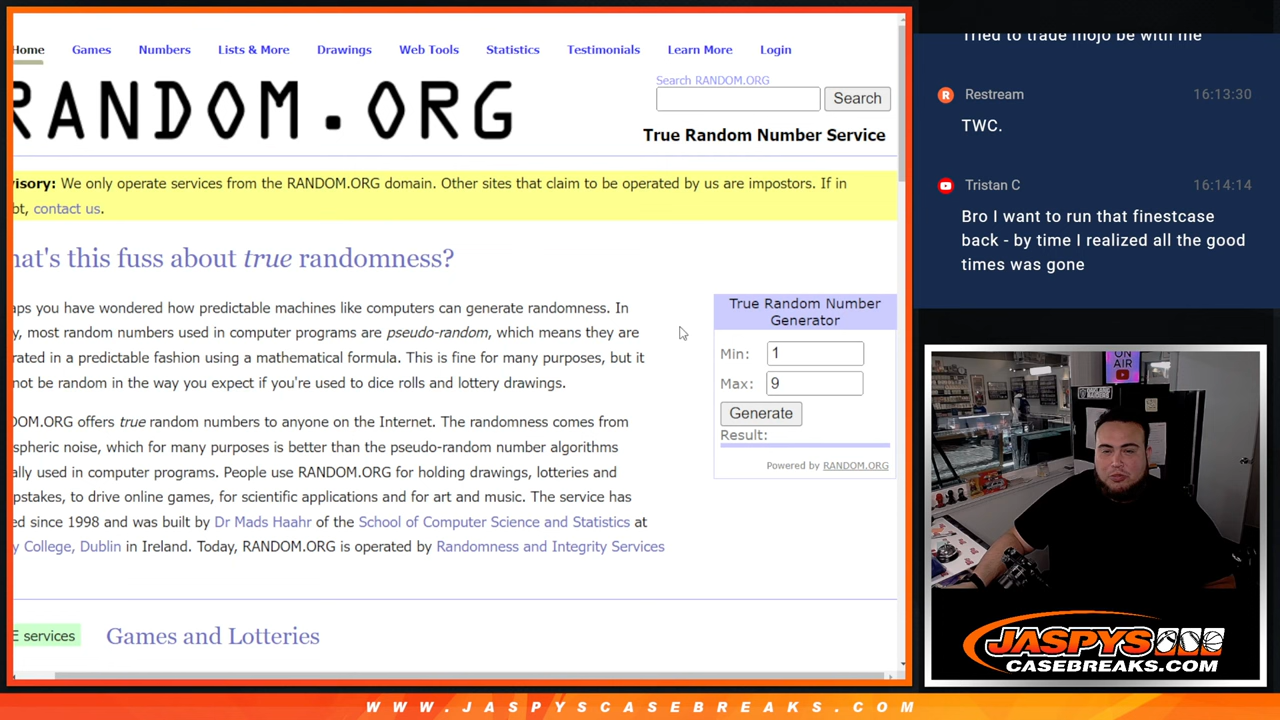 Home Games Numbers Lists & More Drawings Web Tools Statistics Testimonials Learn More Login
RANDOM.ORG
Search RANDOM.ORG
Search
True Random Number Service
visory: We only operate services from the RANDOM.ORG domain. Other sites that claim to be operated by us are impostors. If in
bt, contact us.
hat's this fuss about true randomness?
aps you have wondered how predictable machines like computers can generate randomness. In
y, most random numbers used in computer programs are pseudo-random, which means they are
rated in a predictable fashion using a mathematical formula. This is fine for many purposes, but it
not be random in the way you expect if you're used to dice rolls and lottery drawings.
DOM.ORG offers true random numbers to anyone on the Internet. The randomness comes from
ospheric noise, which for many purposes is better than the pseudo-random number algorithms
ally used in computer programs. People use RANDOM.ORG for holding drawings, lotteries and
epstakes, to drive online games, for scientific applications and for art and music. The service has
ed since 1998 and was built by Dr Mads Haahr of the School of Computer Science and Statistics at
y College, Dublin in Ireland. Today, RANDOM.ORG is operated by Randomness and Integrity Services
True Random Number
Generator
Min: 1
Max: 9
Generate
Result:
Powered by RANDOM.ORG
E services
Games and Lotteries
Tried to trade mojo be with me
Restream 16:13:30
TWC.
Tristan C 16:14:14
Bro I want to run that finestcase
back - by time I realized all the good
times was gone
ON
AIR
JASPYS
CASEBREAKS.COM
WWW.JASPYSCASEBREAKS.COM